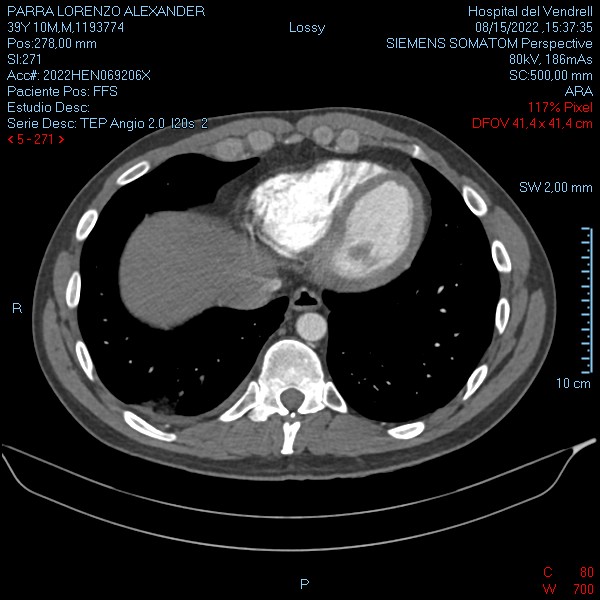 PARRA LORENZO ALEXANDER
39Y 10M,M,1193774
Pos:278,00 mm
SI:271
Acc#: 2022HEN069206X
Paciente Pos: FFS
Estudio Desc:
Serie Desc: TEP Angio 2.0 I20s 2
< 5 - 271 >
Lossy
Hospital del Vendrell
08/15/2022 ,15:37:35
SIEMENS SOMATOM Perspective
80kV, 186mAs
SC:500,00 mm
ARA
117% Pixel
DFOV 41,4 x 41,4 cm
SW 2,00 mm
R
10 cm
P
C 80
W 700